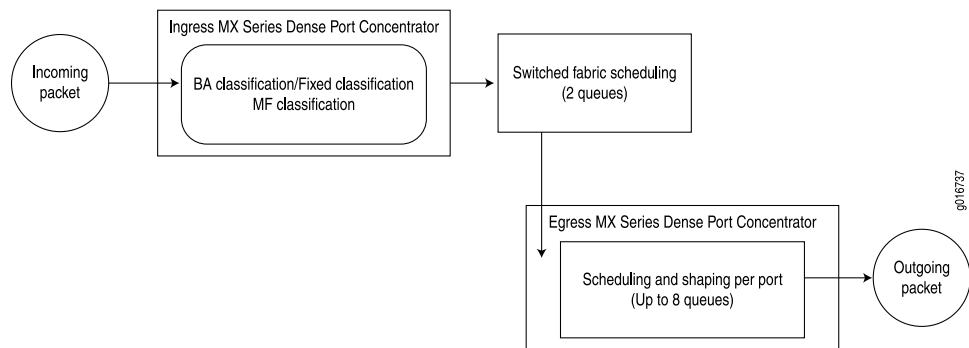 Ingress MX Series Dense Port Concentrator
Incoming
packet
BA classification/Fixed classification
MF classification
Switched fabric scheduling
(2 queues)
g016737
Egress MX Series Dense Port Concentrator
Scheduling and shaping per port
(Up to 8 queues)
Outgoing
packet